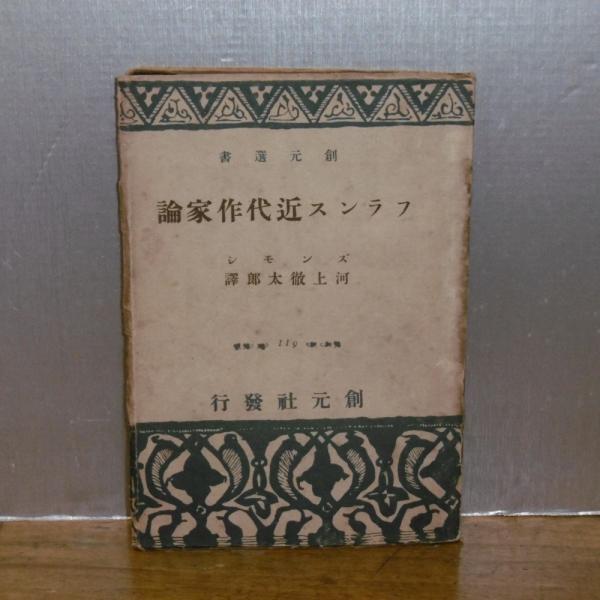 創元選書
フランス近代作家論
シモンズ
河上徹太郎譯
119
創元社發行